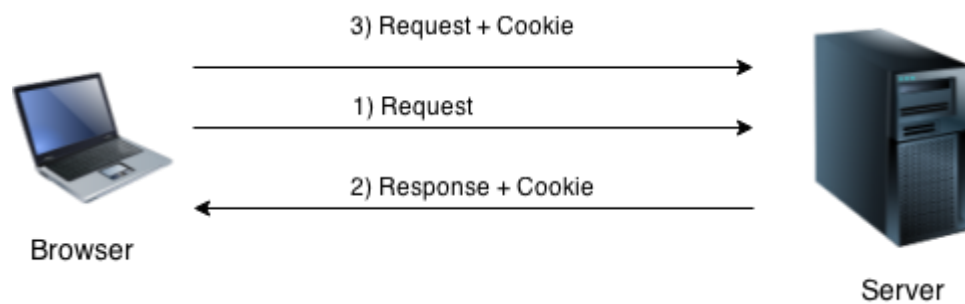 3) Request + Cookie
1) Request
2) Response + Cookie
Browser
Server